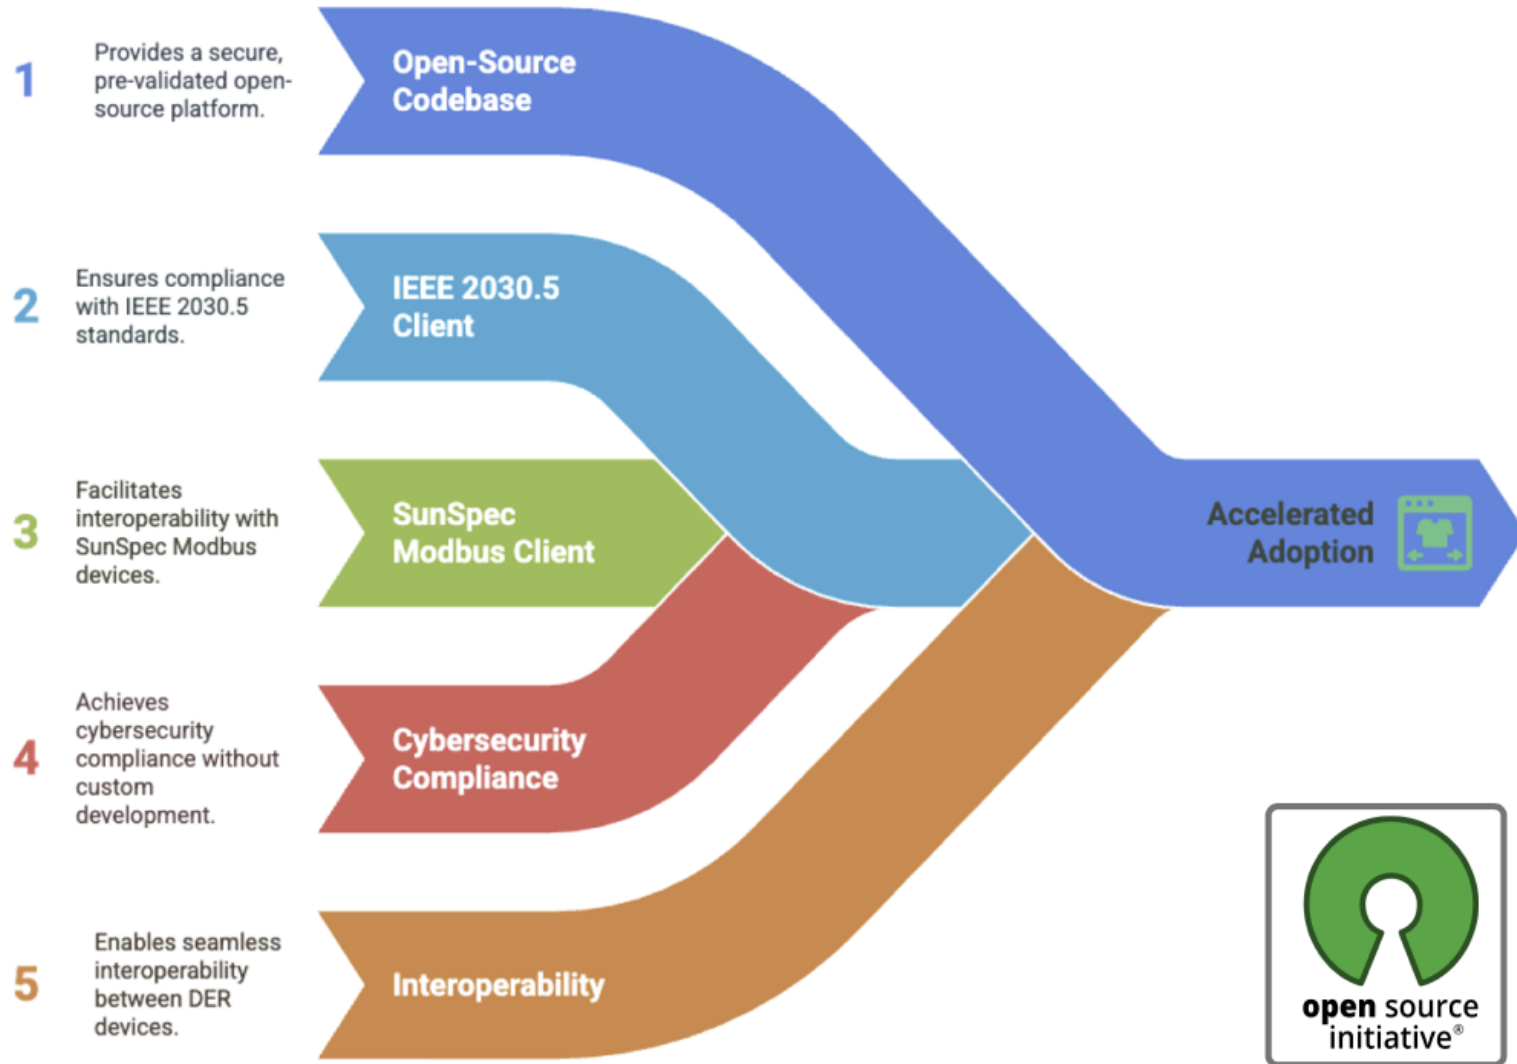 1
Provides a secure,
pre-validated open-
source platform.
Open-Source
Codebase
2
Ensures compliance
with IEEE 2030.5
standards.
IEEE 2030.5
Client
3
Facilitates
interoperability with
SunSpec Modbus
devices.
SunSpec
Modbus Client
Accelerated
Adoption
4
Achieves
cybersecurity
compliance without
custom
development.
Cybersecurity
Compliance
5
Enables seamless
interoperability
between DER
devices.
Interoperability
open source
initiative®